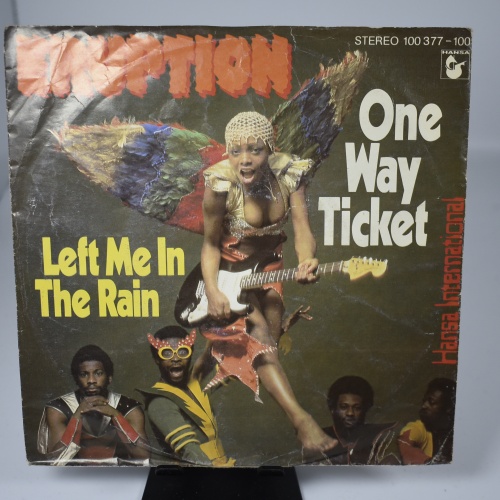 ERUPTION
STEREO 100 377-100
HANSA
One
Way
Ticket
Left Me In
The Rain
Hansa International